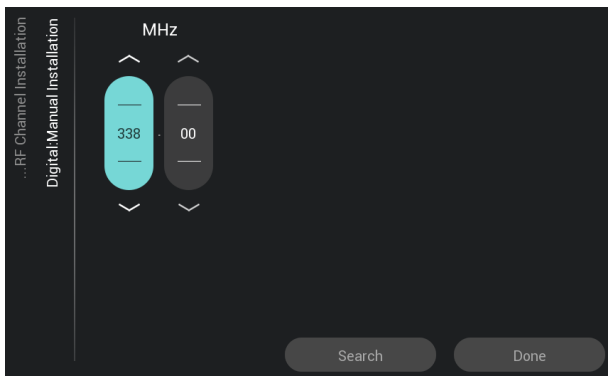 ...RF Channel Installation
Digital:Manual Installation
MHz
338 . 00
Search Done